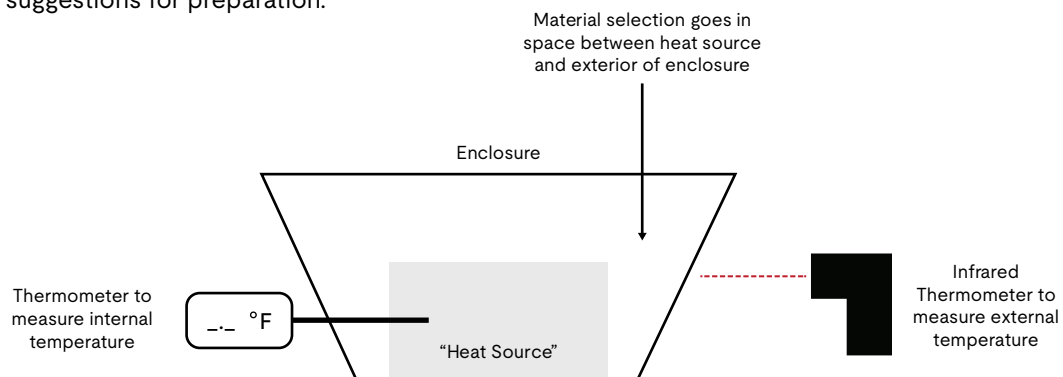 suggestions for preparation.
Material selection goes in
space between heat source
and exterior of enclosure
Enclosure
Thermometer to
measure internal
temperature
_._ °F
"Heat Source"
Infrared
Thermometer to
measure external
temperature